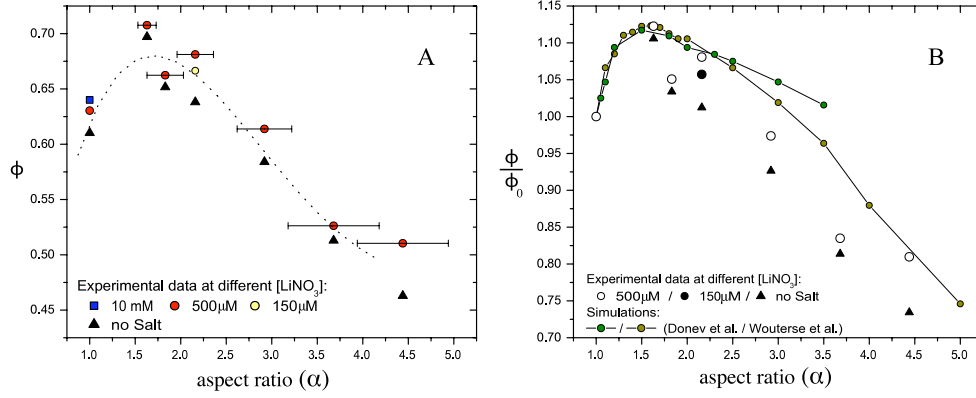 A
0.70
0.65
0.60
0.55
0.50
0.45
ϕ
Experimental data at different [LiNO₃]:
10 mM 500μM 150μM
no Salt
1.0 1.5 2.0 2.5 3.0 3.5 4.0 4.5 5.0
aspect ratio (α)
B
1.15
1.10
1.05
1.00
0.95
0.90
0.85
0.80
0.75
0.70
ϕ
ϕ₀
Experimental data at different [LiNO₃]:
500μM / 150μM / no Salt
Simulations:
/ (Donev et al. / Wouterse et al.)
1.0 1.5 2.0 2.5 3.0 3.5 4.0 4.5 5.0
aspect ratio (α)